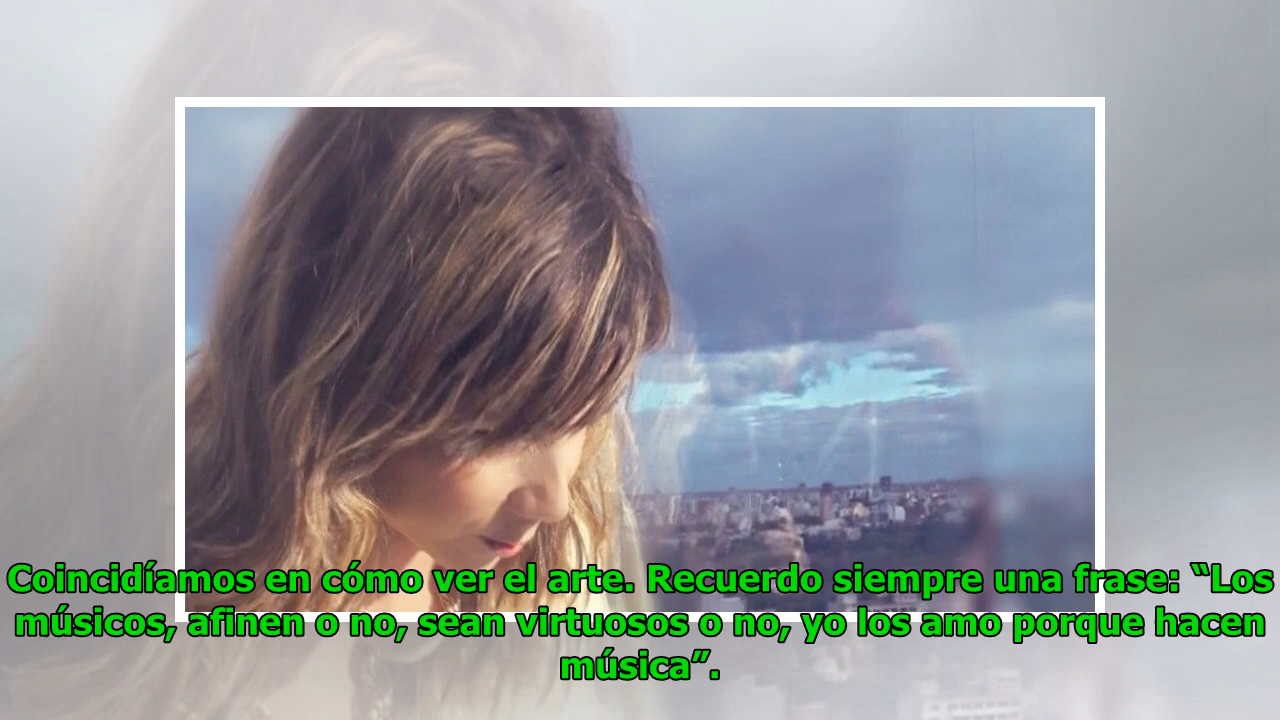 Coincidíamos en cómo ver el arte. Recuerdo siempre una frase: “Los
músicos, afinen o no, sean virtuosos o no, yo los amo porque hacen
música”.